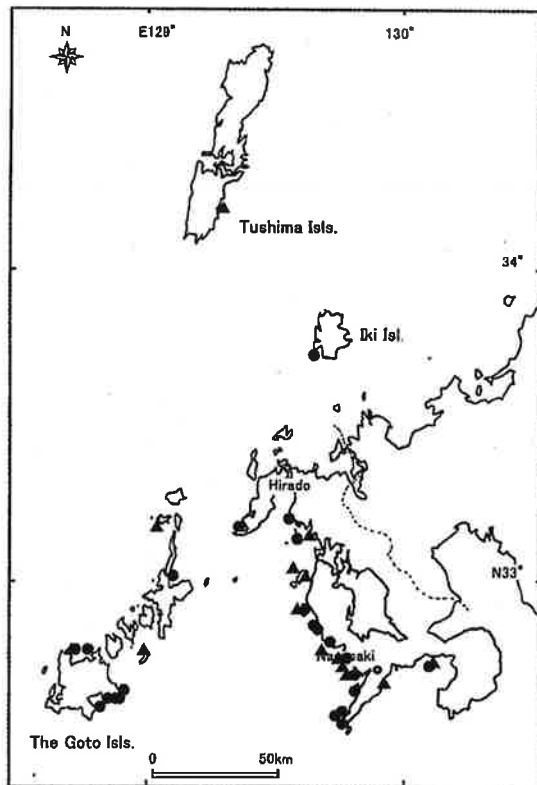 N
E129°
130°
Tushima Isls.
34°
Iki Isl.
Hirado
N33°
Nagasaki
The Goto Isls.
0
50km